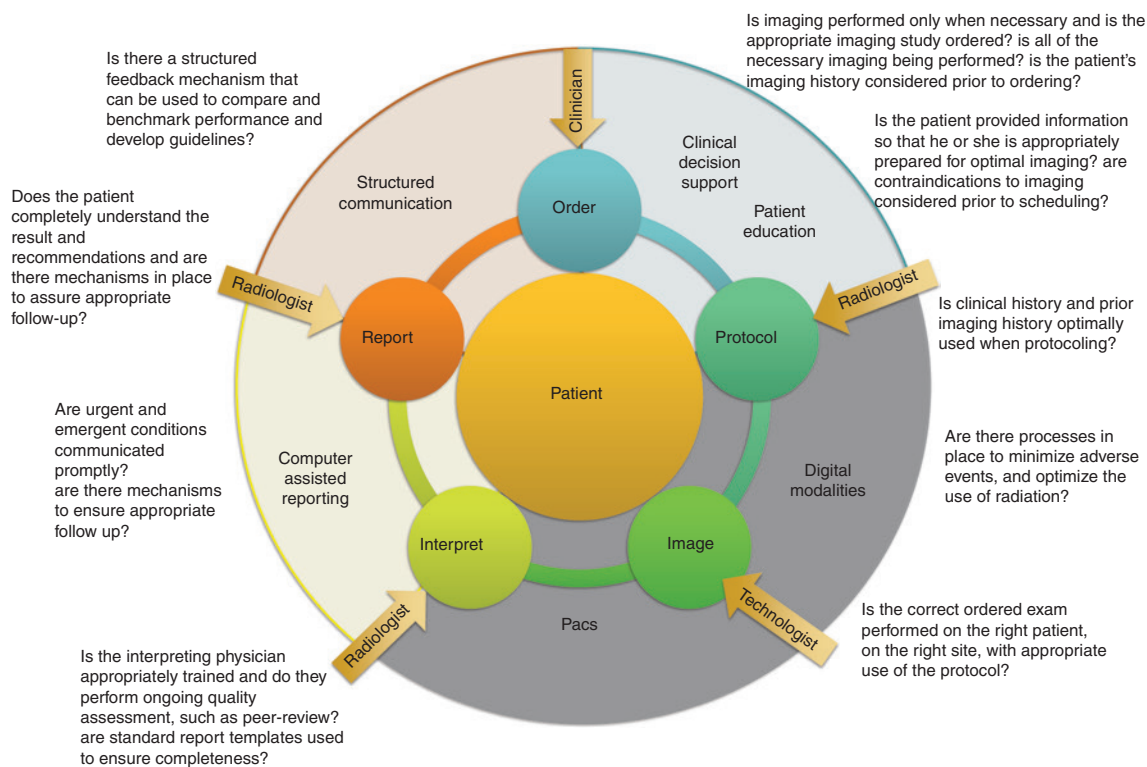 Is imaging performed only when necessary and is the
appropriate imaging study ordered? is all of the
necessary imaging being performed? is the patient's
imaging history considered prior to ordering?
Is there a structured
feedback mechanism that
can be used to compare and
benchmark performance and
develop guidelines?
Clinician
Is the patient provided information
so that he or she is appropriately
prepared for optimal imaging? are
contraindications to imaging
considered prior to scheduling?
Clinical
decision
support
Structured
communication
Order
Patient
education
Does the patient
completely understand the
result and
recommendations and are
there mechanisms in place
to assure appropriate
follow-up?
Radiologist
Radiologist
Is clinical history and prior
imaging history optimally
used when protocoling?
Report
Protocol
Patient
Are urgent and
emergent conditions
communicated
promptly?
are there mechanisms
to ensure appropriate
follow up?
Computer
assisted
reporting
Digital
modalities
Are there processes in
place to minimize adverse
events, and optimize the
use of radiation?
Interpret
Image
Pacs
Radiologist
Technologist
Is the correct ordered exam
performed on the right patient,
on the right site, with appropriate
use of the protocol?
Is the interpreting physician
appropriately trained and do they
perform ongoing quality
assessment, such as peer-review?
are standard report templates used
to ensure completeness?